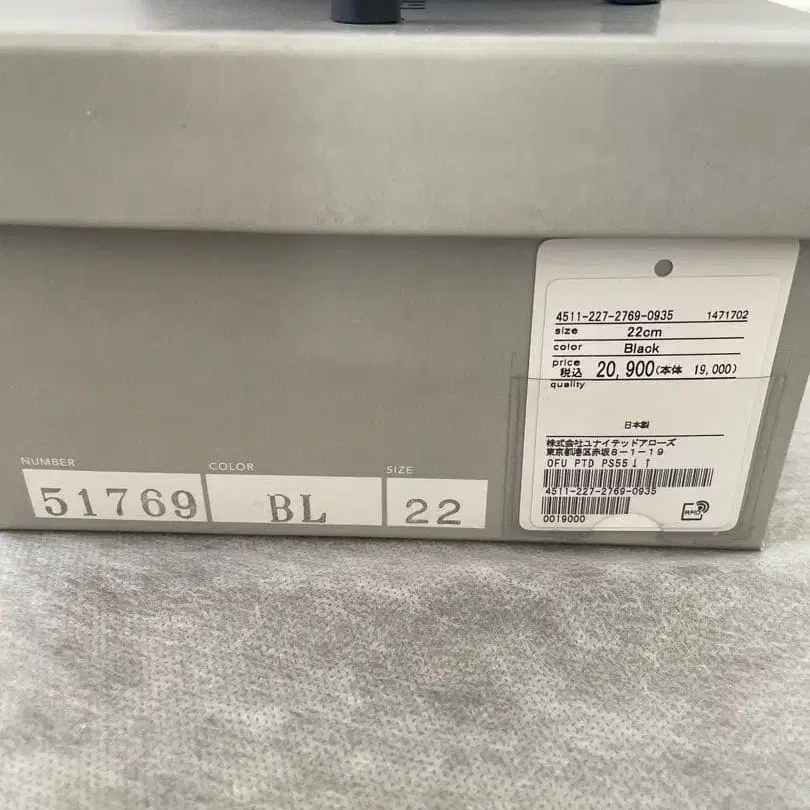 NUMBER
51769
COLOR
BL
SIZE
22
4511-227-2769-0935 1471702
size 22cm
color Black
price
税込 20,900(本体 19,000)
quality
日本製
株式会社ユナイテッドアローズ
東京都港区赤坂8-1-19
OFU PTD PS55↓↑
4511-227-2769-0935
0019000